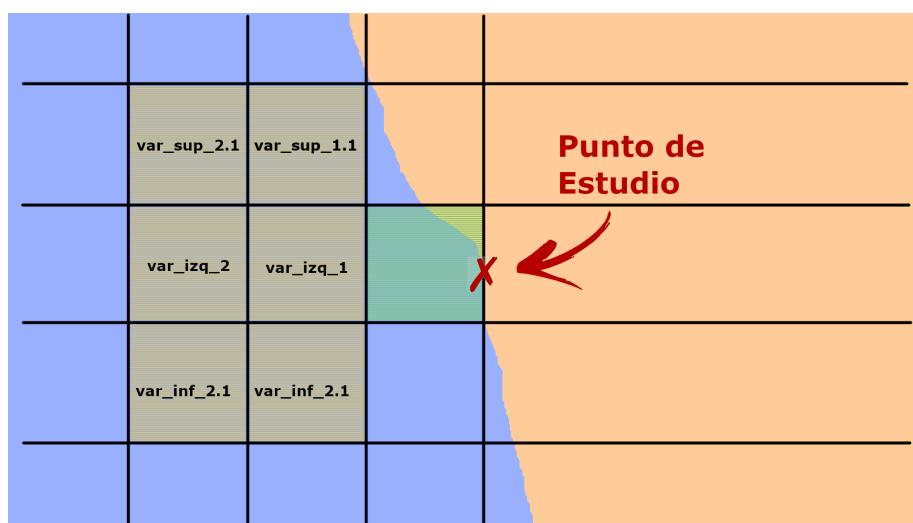 var_sup_2.1 var_sup_1.1
Punto de
Estudio
var_izq_2 var_izq_1
X
var_inf_2.1 var_inf_2.1